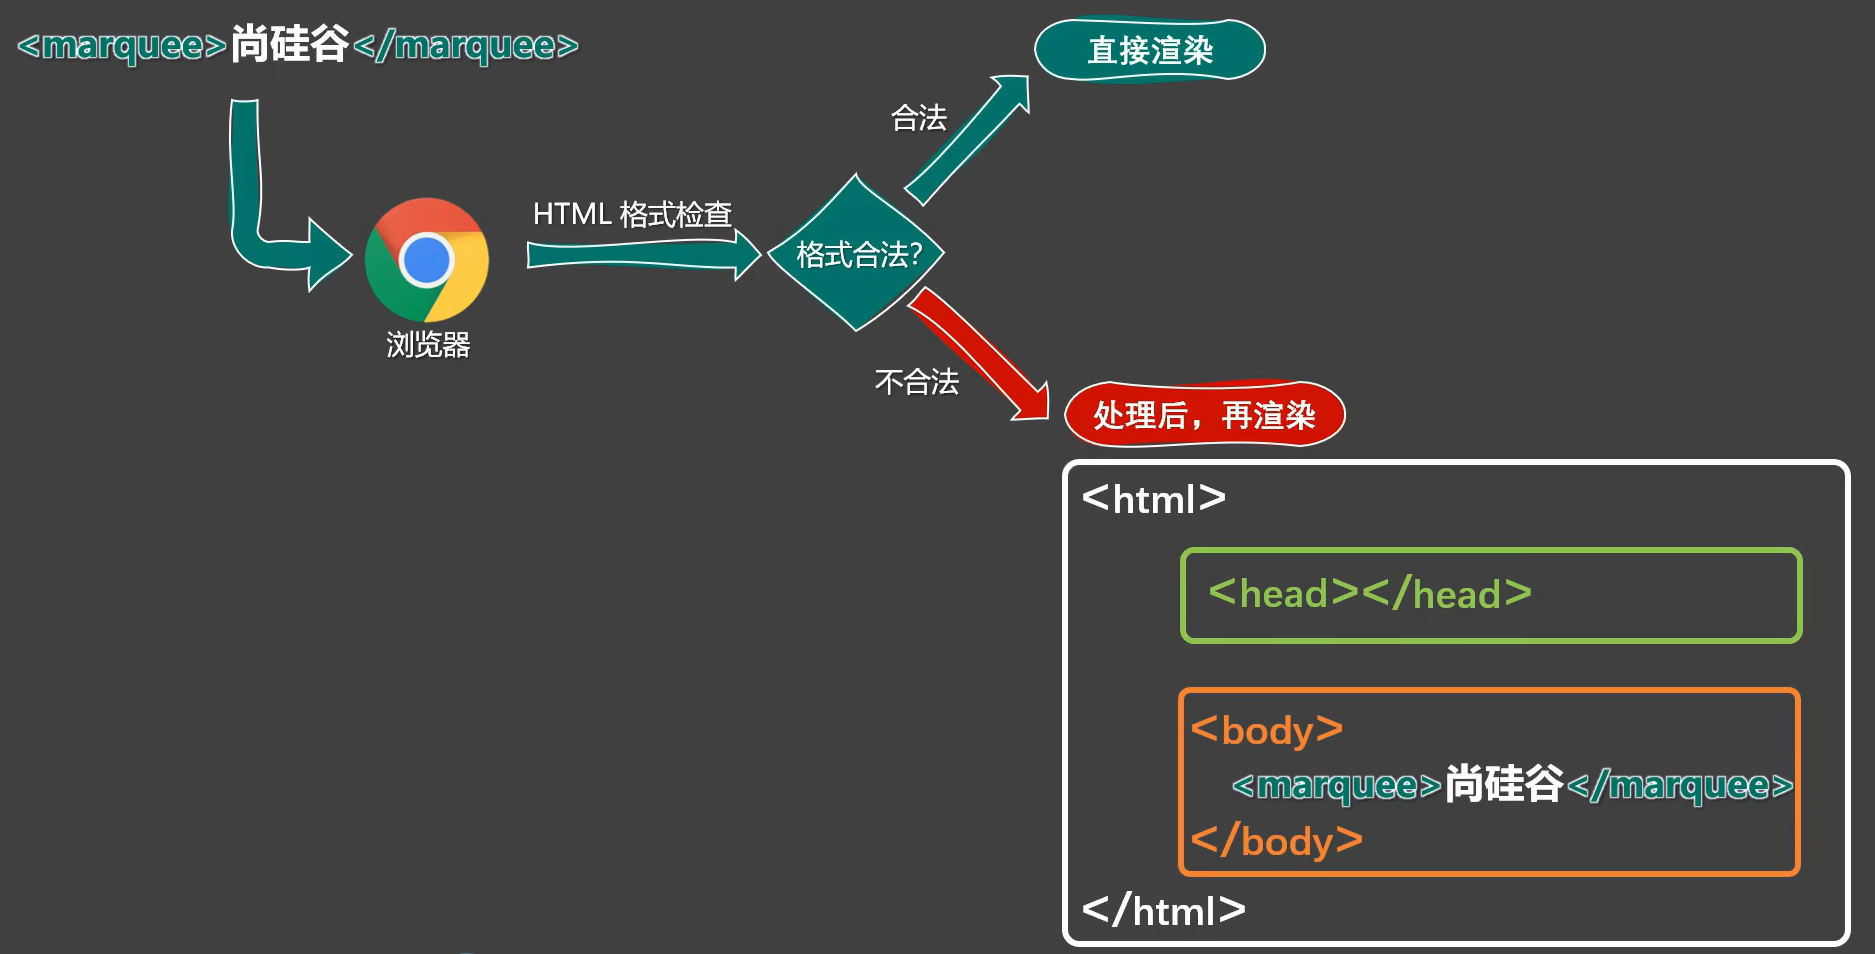 <marquee>尚硅谷</marquee>
直接渲染
合法
HTML 格式检查
格式合法?
浏览器
不合法
处理后，再渲染
<html>
<head></head>
<body>
<marquee>尚硅谷</marquee>
</body>
</html>